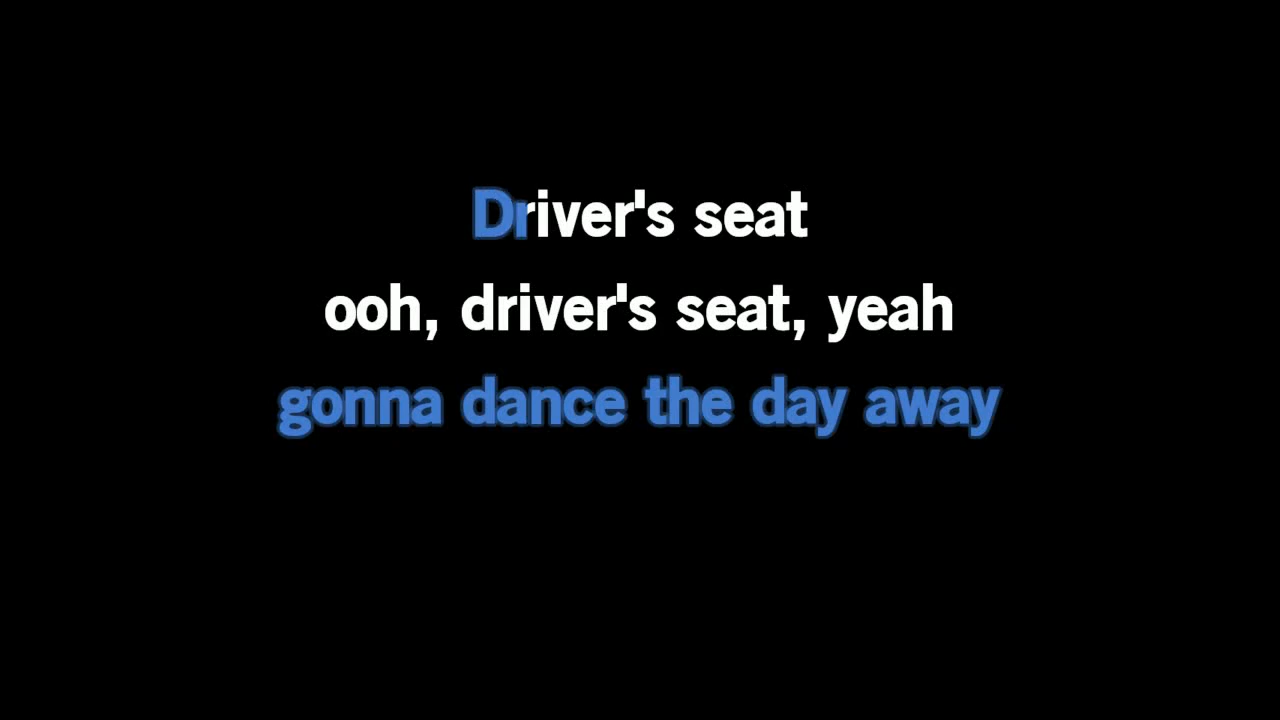 Driver's seat
ooh, driver's seat, yeah
gonna dance the day away